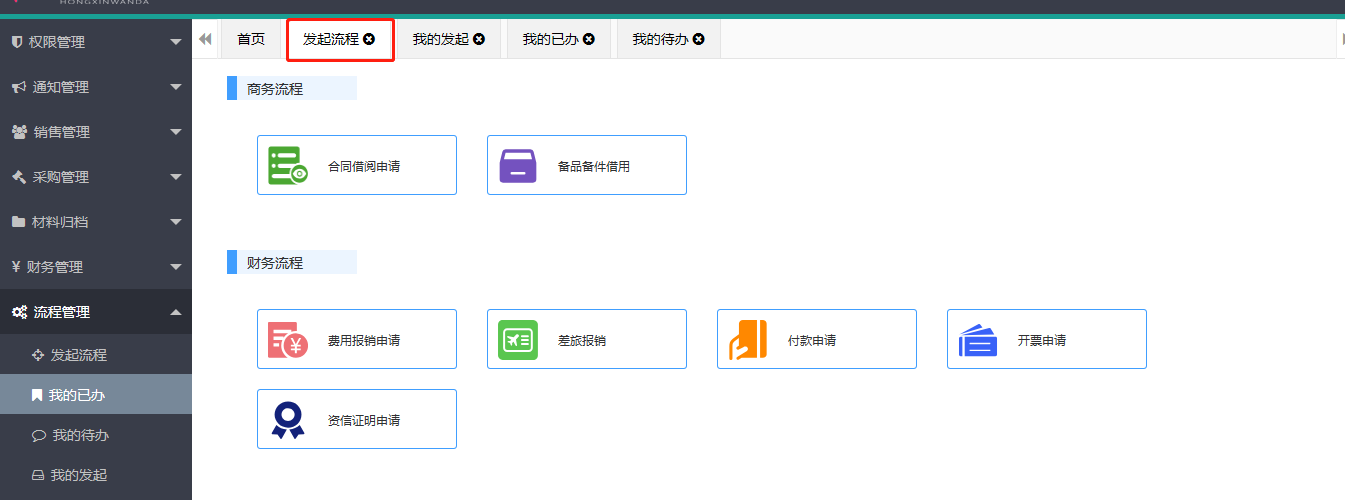 HONGXINWANDA
权限管理
通知管理
销售管理
采购管理
材料归档
¥ 财务管理
流程管理
发起流程
我的已办
我的待办
我的发起
首页
发起流程
我的发起
我的已办
我的待办
商务流程
合同借阅申请
备品备件借用
财务流程
费用报销申请
差旅报销
付款申请
开票申请
资信证明申请